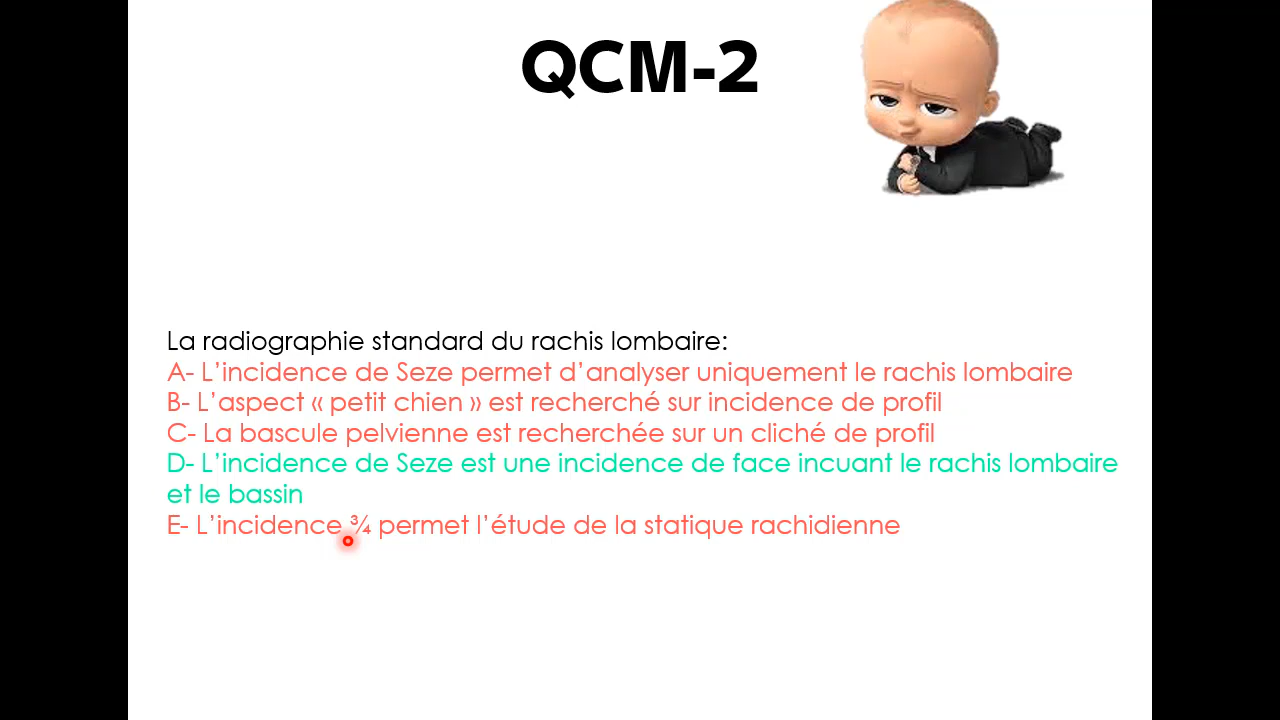 QCM-2
La radiographie standard du rachis lombaire:
A- L’incidence de Seze permet d’analyser uniquement le rachis lombaire
B- L’aspect « petit chien » est recherché sur incidence de profil
C- La bascule pelvienne est recherchée sur un cliché de profil
D- L’incidence de Seze est une incidence de face incuant le rachis lombaire
et le bassin
E- L’incidence ¾ permet l’étude de la statique rachidienne